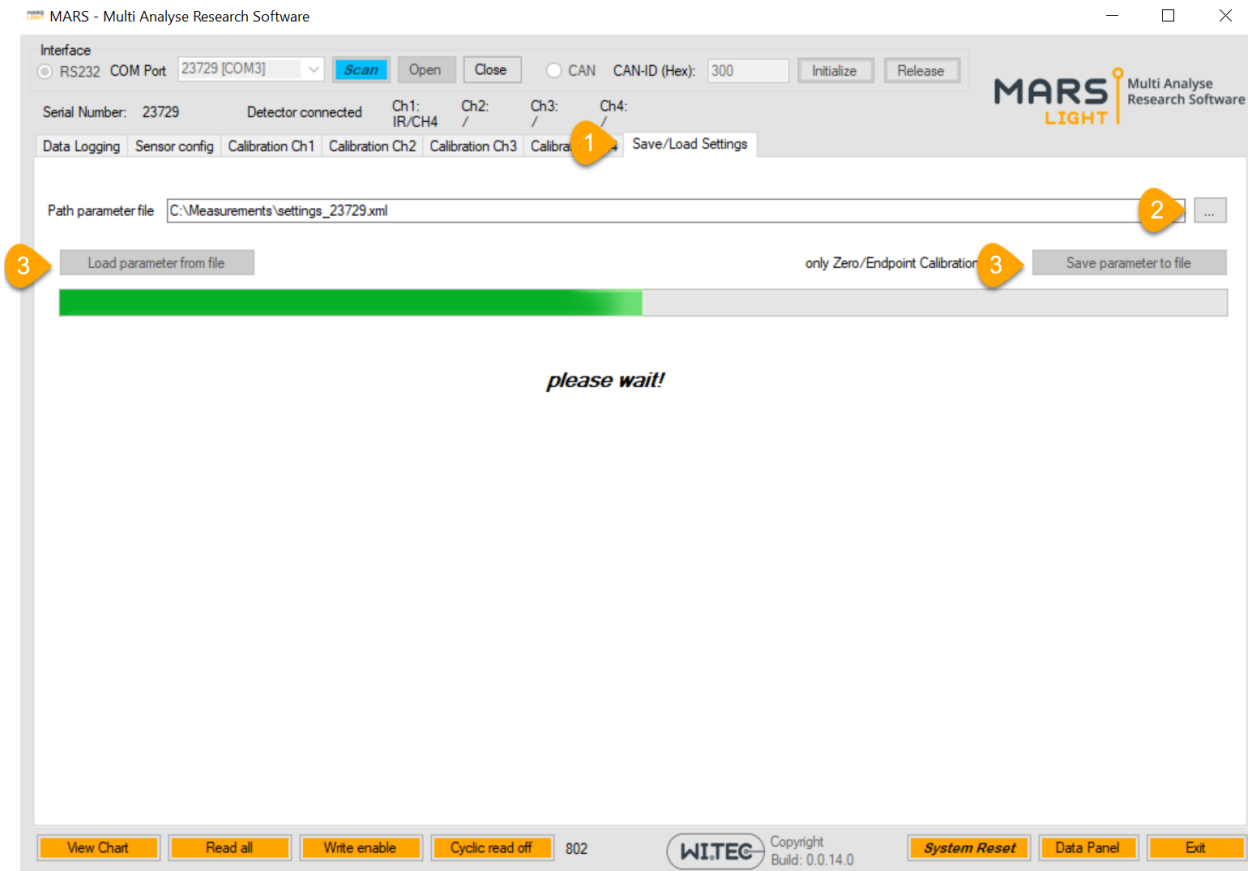 MARS - Multi Analyse Research Software
Interface
RS232 COM Port 23729 [COM3] Scan Open Close CAN CAN-ID (Hex): 300 Initialize Release
MARS LIGHT Multi Analyse Research Software
Serial Number: 23729 Detector connected Ch1: IR/CH4 Ch2: / Ch3: / Ch4: /
Data Logging Sensor config Calibration Ch1 Calibration Ch2 Calibration Ch3 1 Save/Load Settings
Path parameter file C:\Measurements\settings_23729.xml 2 ...
3 Load parameter from file only Zero/Endpoint Calibration 3 Save parameter to file
please wait!
View Chart Read all Write enable Cyclic read off 802 WI.TEC Copyright Build: 0.0.14.0 System Reset Data Panel Exit